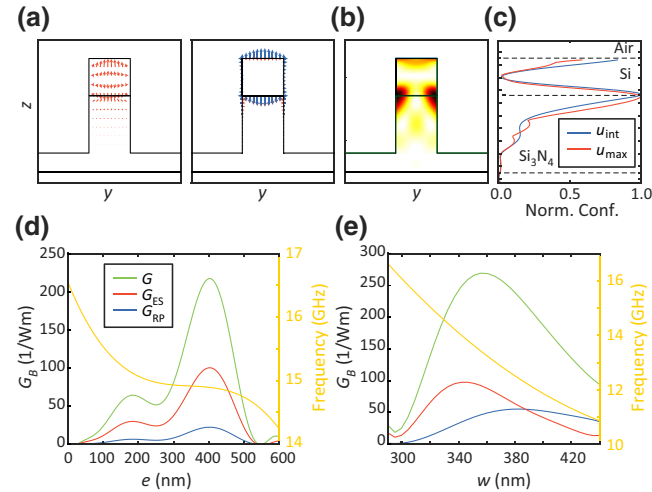 (a)
(b)
(c)
z
y
y
y
Air
Si
Si3N4
uint
umax
0.0
0.5
1.0
Norm. Conf.
(d)
GB (1/Wm)
250
200
150
100
50
0
G
GES
GRP
0
100
200
300
400
500
600
e (nm)
17
16
15
14
Frequency (GHz)
(e)
GB (1/Wm)
300
250
200
150
100
50
0
300
340
380
420
w (nm)
16
14
12
10
Frequency (GHz)